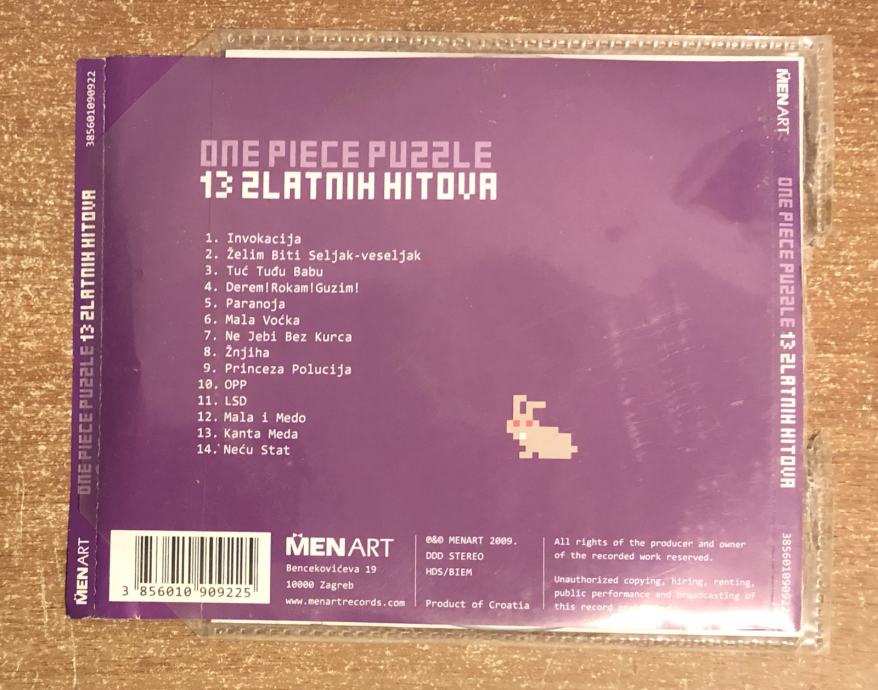 385601090922
ONE PIECE PUZZLE 13 ZLATNIH HITOVA
MENART
ONE PIECE PUZZLE
13 ZLATNIH HITOVA
1. Invokacija
2. Želim Biti Seljak-veseljak
3. Tuć Tuđu Babu
4. Derem!Rokam!Guzim!
5. Paranoja
6. Mala Voćka
7. Ne Jebi Bez Kurca
8. Žnjiha
9. Princeza Polucija
10. OPP
11. LSD
12. Mala i Medo
13. Kanta Meda
14. Neću Stat
3 856010 909225
MENART
Bencekovićeva 19
10000 Zagreb
www.menartrecords.com
℗&© MENART 2009.
DDD STEREO
HDS/BIEM
Product of Croatia
All rights of the producer and owner
of the recorded work reserved.
Unauthorized copying, hiring, renting,
public performance and broadcasting of
this record
MENART
ONE PIECE PUZZLE 13 ZLATNIH HITOVA
385601090922